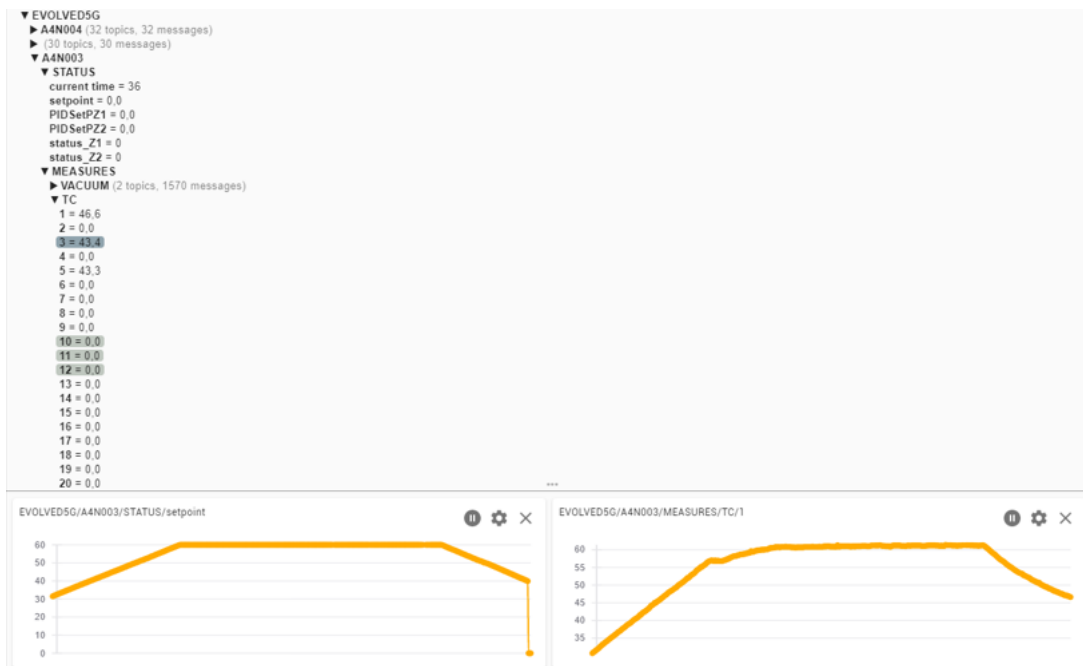 ▼ EVOLVED5G
▶ A4N004 (32 topics, 32 messages)
▶ (30 topics, 30 messages)
▼ A4N003
▼ STATUS
current time = 36
setpoint = 0,0
PIDSetPZ1 = 0,0
PIDSetPZ2 = 0,0
status_Z1 = 0
status_Z2 = 0
▼ MEASURES
▶ VACUUM (2 topics, 1570 messages)
▼ TC
1 = 46,6
2 = 0,0
3 = 43,4
4 = 0,0
5 = 43,3
6 = 0,0
7 = 0,0
8 = 0,0
9 = 0,0
10 = 0,0
11 = 0,0
12 = 0,0
13 = 0,0
14 = 0,0
15 = 0,0
16 = 0,0
17 = 0,0
18 = 0,0
19 = 0,0
20 = 0,0
EVOLVED5G/A4N003/STATUS/setpoint
60
50
40
30
20
10
0
EVOLVED5G/A4N003/MEASURES/TC/1
60
55
50
45
40
35